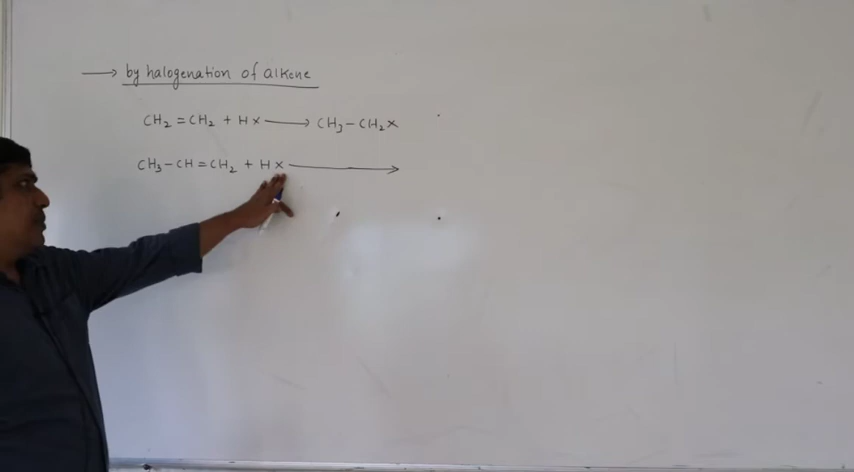 ⟶ by halogenation of alkene
CH₂ = CH₂ + HX ⟶ CH₃ – CH₂X
CH₃ – CH = CH₂ + HX ⟶